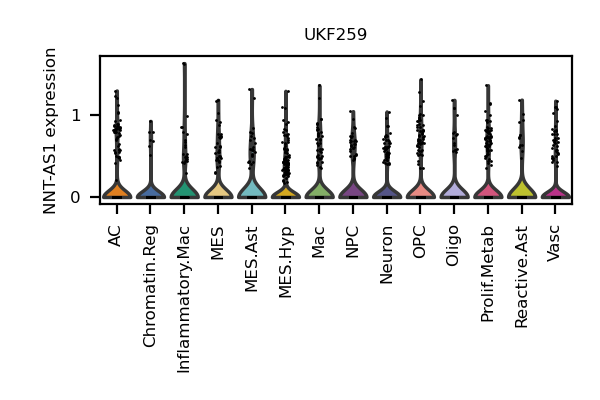 UKF259
NNT-AS1 expression
1
0
AC
Chromatin.Reg
Inflammatory.Mac
MES
MES.Ast
MES.Hyp
Mac
NPC
Neuron
OPC
Oligo
Prolif.Metab
Reactive.Ast
Vasc